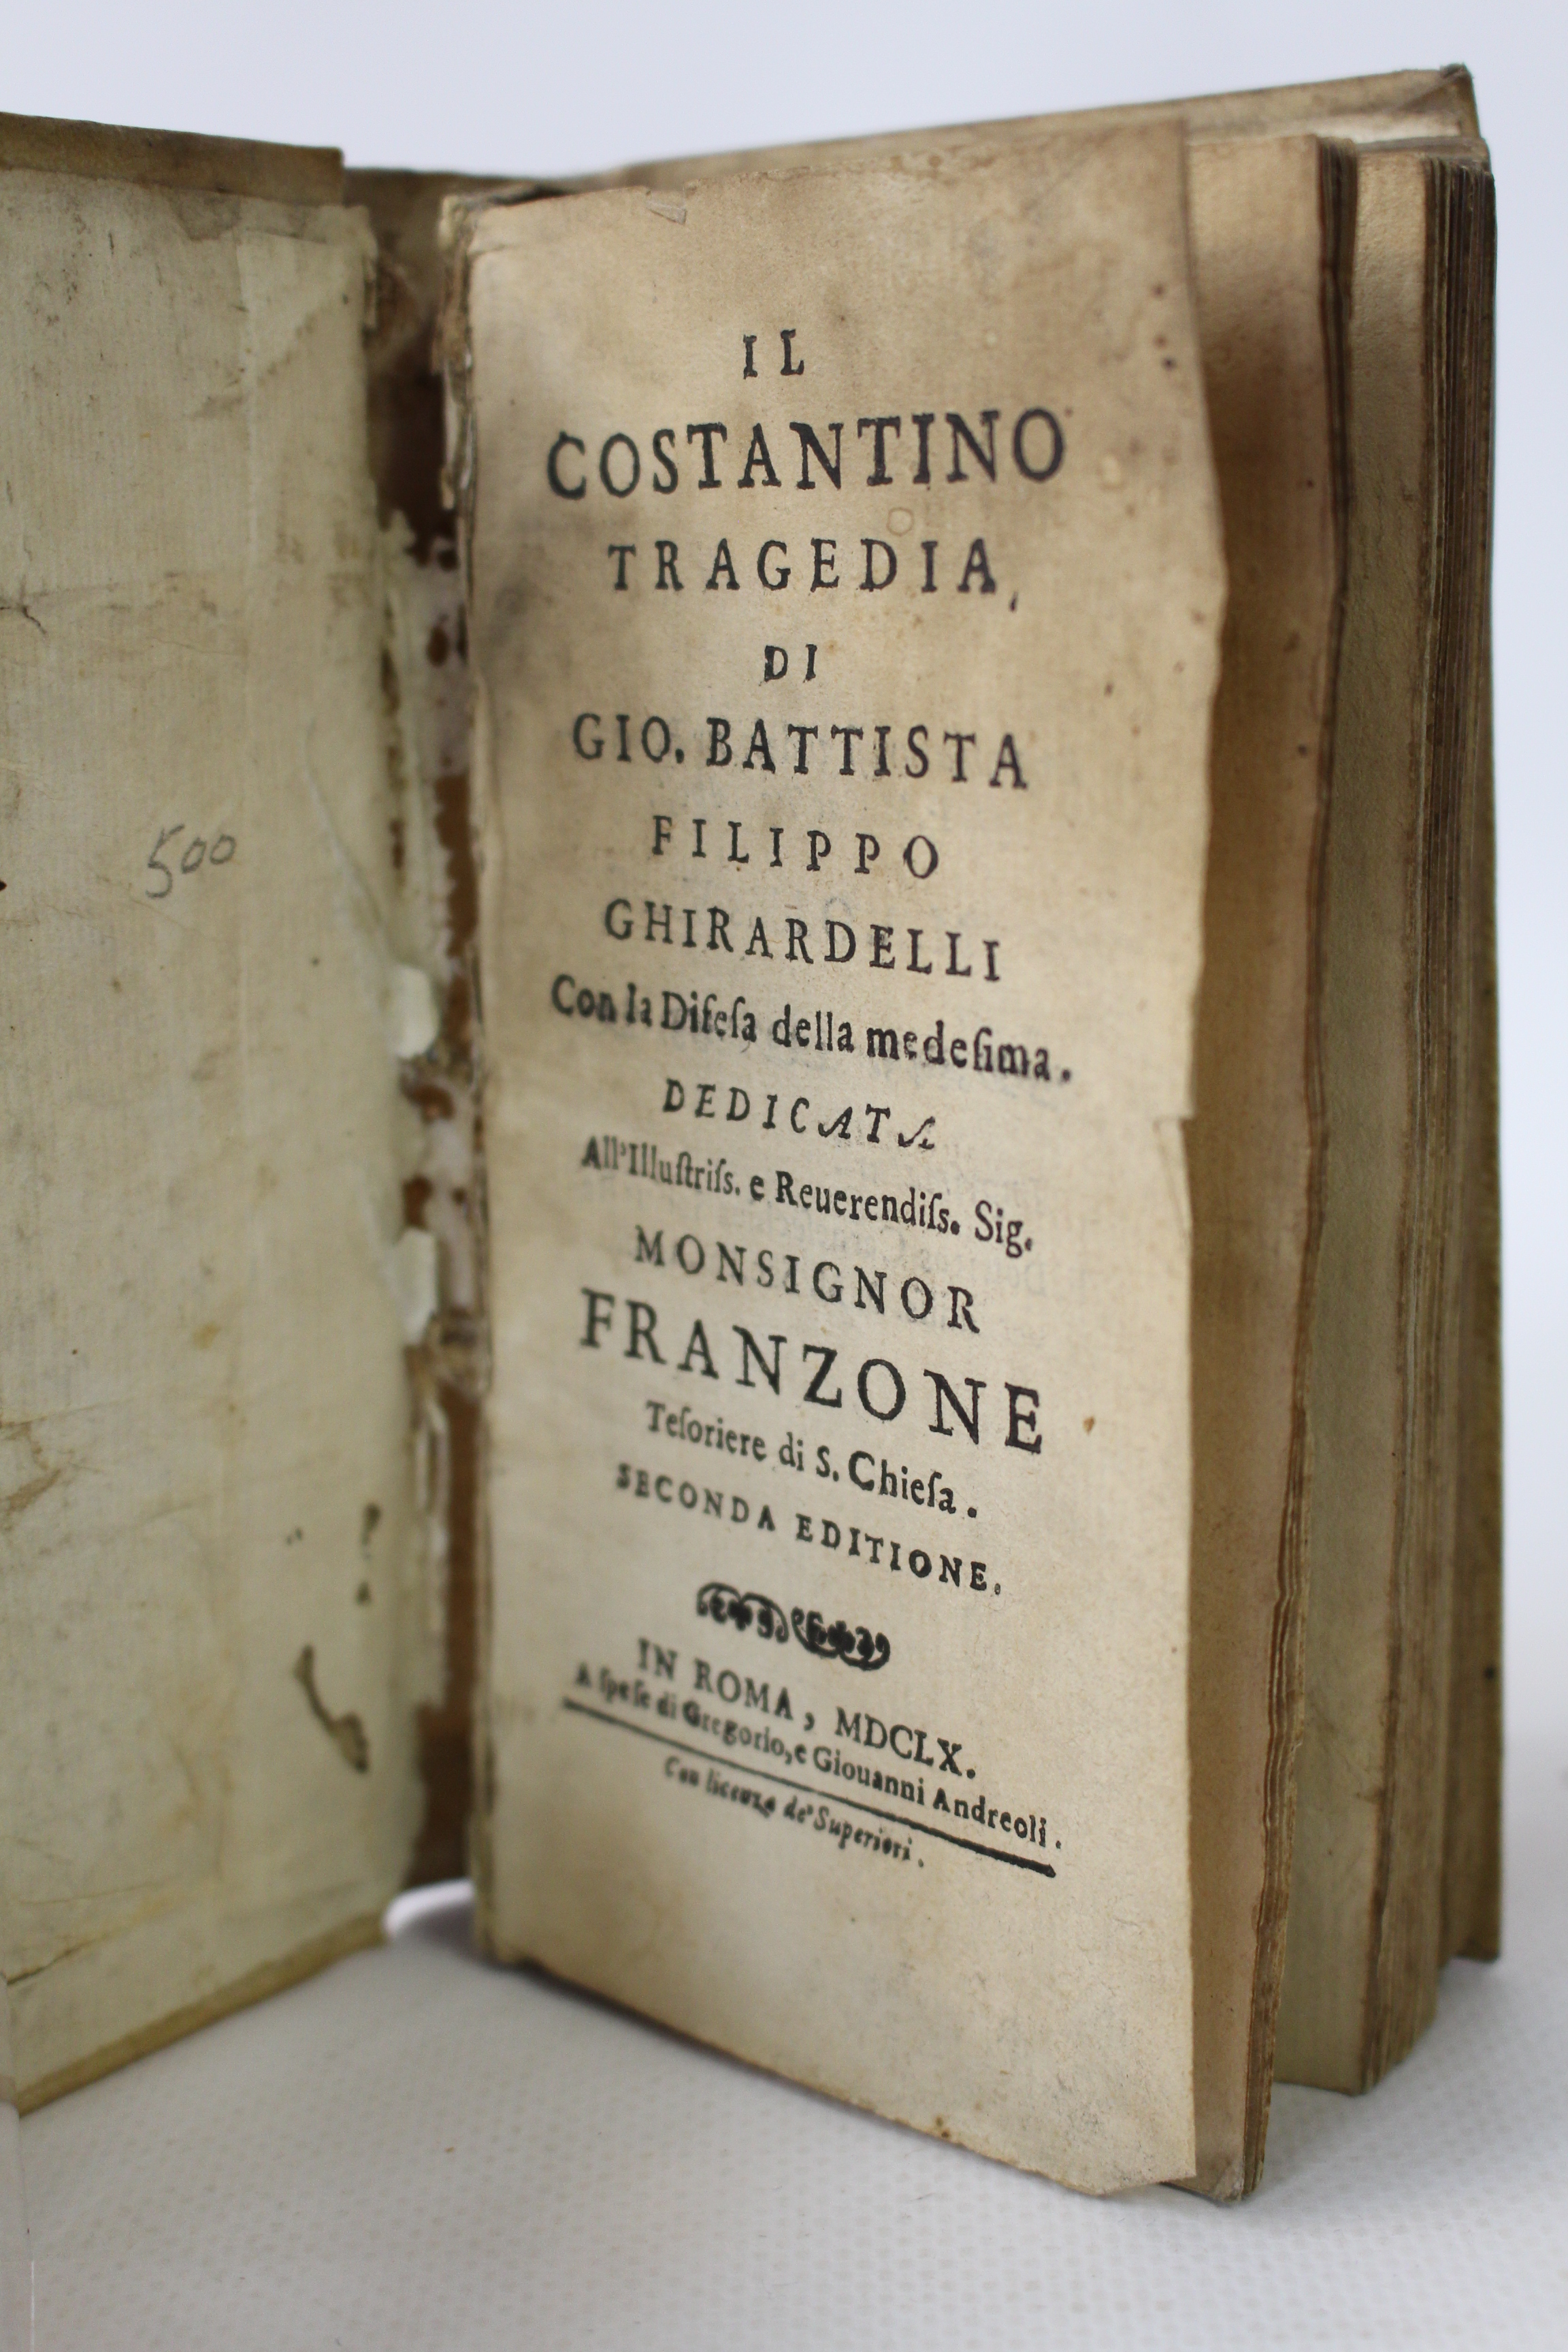 500
IL
COSTANTINO
TRAGEDIA,
DI
GIO. BATTISTA
FILIPPO
GHIRARDELLI
Con la Difeſa della medeſima.
DEDICATA
All'Illuſtriſs. e Reuerendiſs. Sig.
MONSIGNOR
FRANZONE
Teſoriere di S. Chieſa.
SECONDA EDITIONE.
IN ROMA, MDCLX.
A ſpeſe di Gregorio, e Giouanni Andreoli.
Con licenza de' Superiori.